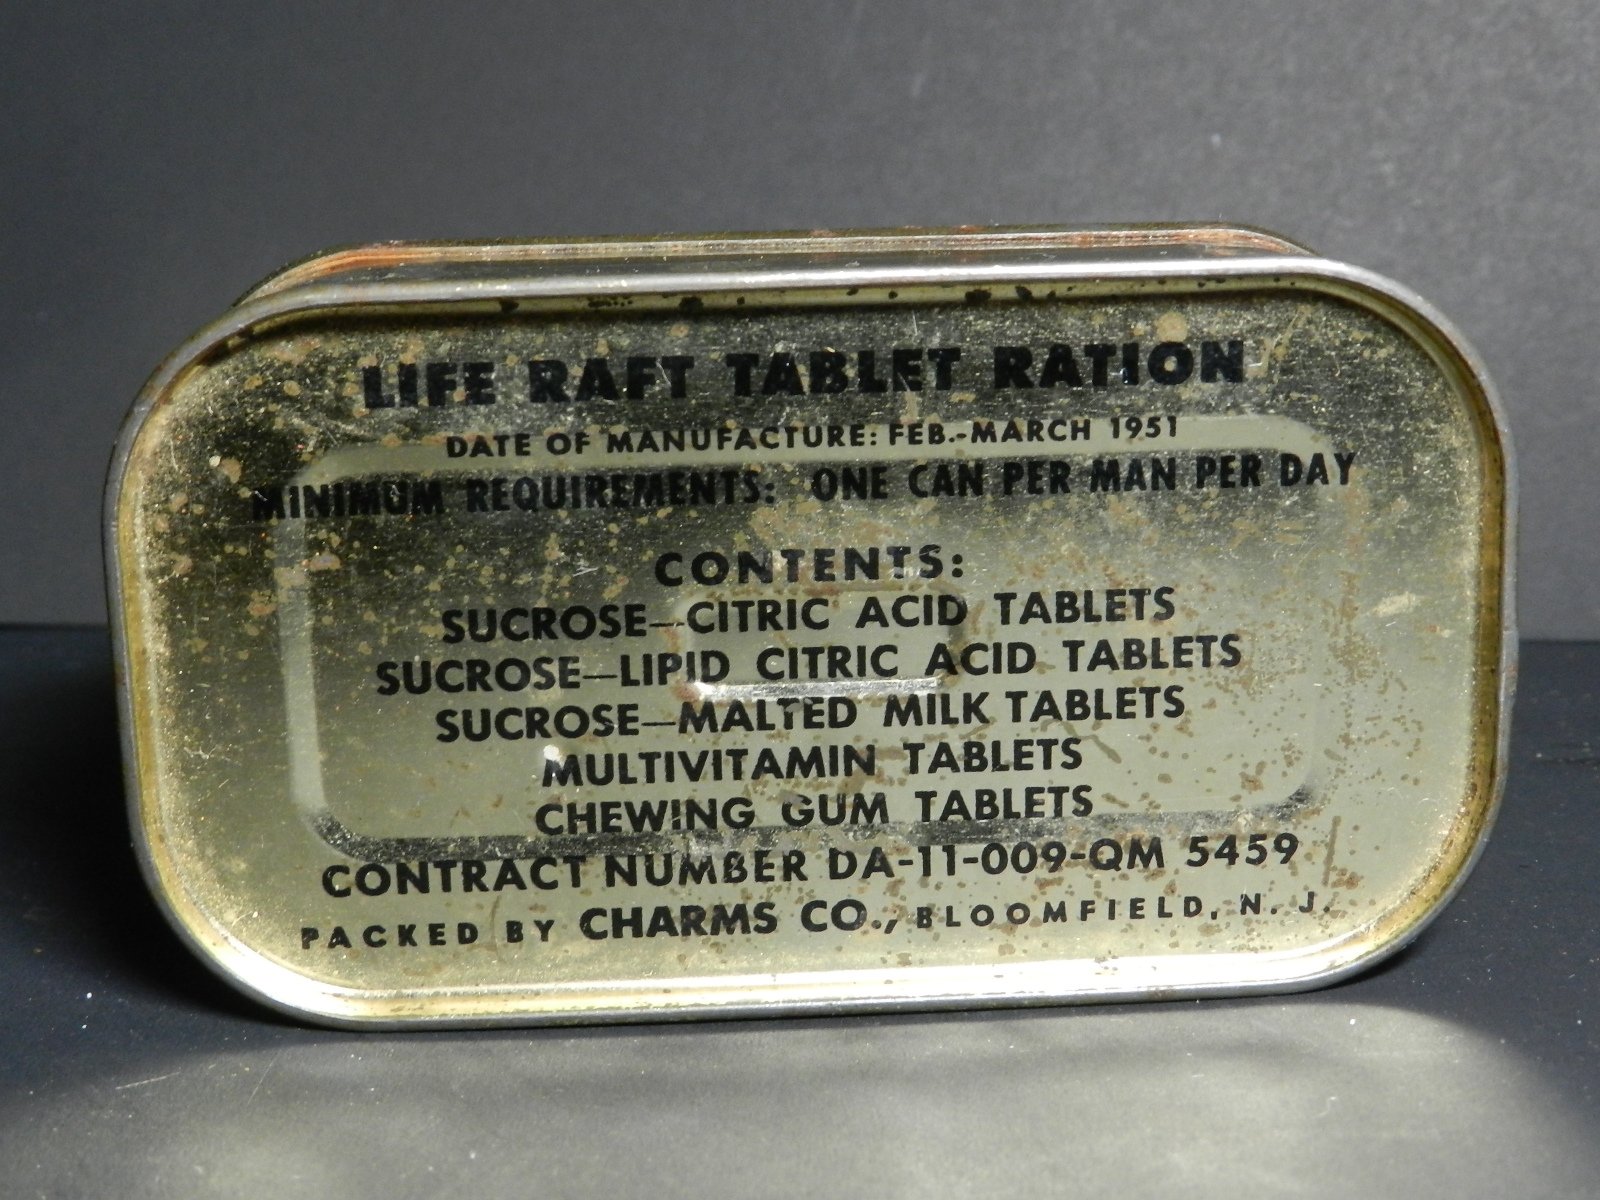 LIFE RAFT TABLET RATION
DATE OF MANUFACTURE: FEB.-MARCH 1951
MINIMUM REQUIREMENTS: ONE CAN PER MAN PER DAY
CONTENTS:
SUCROSE—CITRIC ACID TABLETS
SUCROSE—LIPID CITRIC ACID TABLETS
SUCROSE—MALTED MILK TABLETS
MULTIVITAMIN TABLETS
CHEWING GUM TABLETS
CONTRACT NUMBER DA-11-009-QM 5459
PACKED BY CHARMS CO., BLOOMFIELD, N. J.